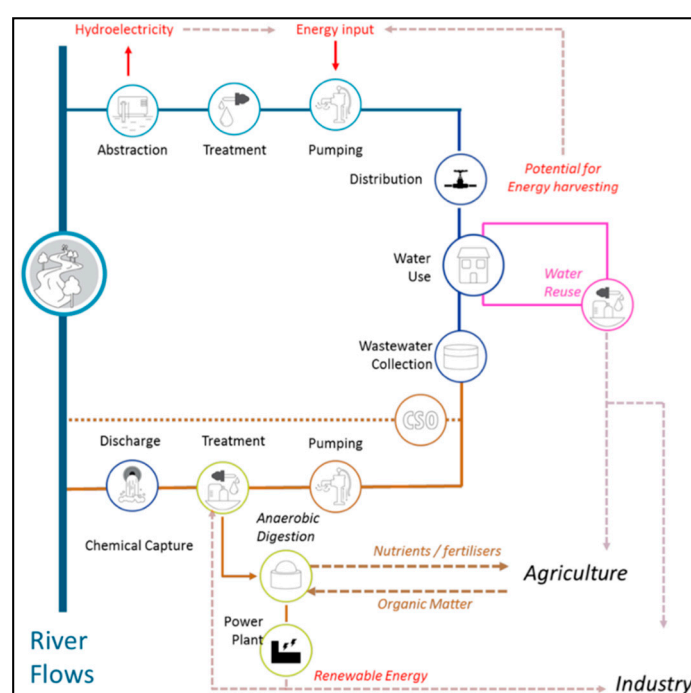 Hydroelectricity
Energy input
Abstraction
Treatment
Pumping
Potential for
Energy harvesting
Distribution
Water
Use
Water
Reuse
Wastewater
Collection
CSO
Discharge
Treatment
Pumping
Chemical Capture
Anaerobic
Digestion
Nutrients / fertilisers
Agriculture
Organic Matter
Power
Plant
River
Flows
Renewable Energy
Industry